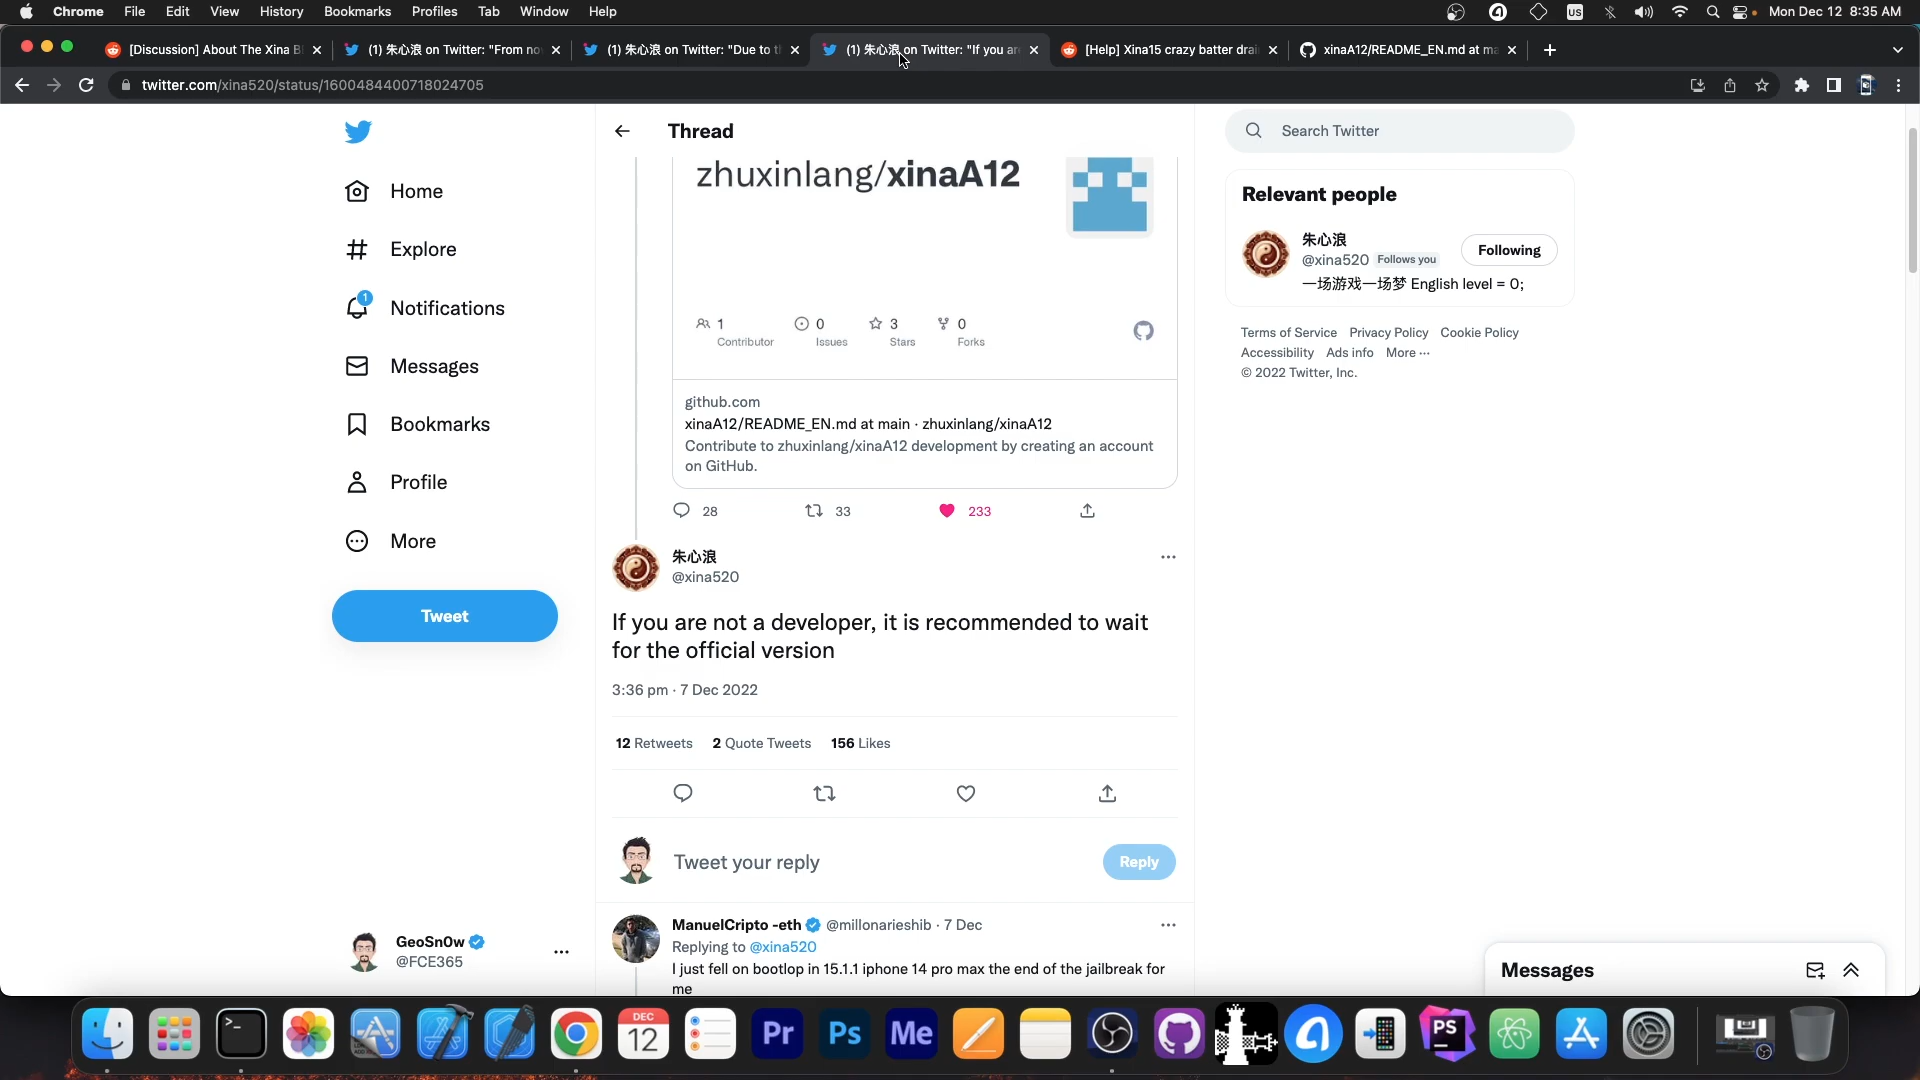 Chrome File Edit View History Bookmarks Profiles Tab Window Help US Mon Dec 12 8:35 AM
[Discussion] About The Xina B (1) 朱心浪 on Twitter: "From no (1) 朱心浪 on Twitter: "Due to th (1) 朱心浪 on Twitter: "If you are [Help] Xina15 crazy batter drai xinaA12/README_EN.md at ma
twitter.com/xina520/status/1600484400718024705
Home
Explore
1
Notifications
Messages
Bookmarks
Profile
More
Tweet
GeoSn0w
@FCE365
Thread
zhuxinlang/xinaA12
1 0 3 0
Contributor Issues Stars Forks
github.com
xinaA12/README_EN.md at main · zhuxinlang/xinaA12
Contribute to zhuxinlang/xinaA12 development by creating an account
on GitHub.
28 33 233
朱心浪
@xina520
If you are not a developer, it is recommended to wait
for the official version
3:36 pm · 7 Dec 2022
12 Retweets 2 Quote Tweets 156 Likes
Tweet your reply Reply
ManuelCripto -eth @millonarieshib · 7 Dec
Replying to @xina520
I just fell on bootlop in 15.1.1 iphone 14 pro max the end of the jailbreak for
me
Search Twitter
Relevant people
朱心浪
@xina520 Follows you Following
一场游戏一场梦 English level = 0;
Terms of Service Privacy Policy Cookie Policy
Accessibility Ads info More ···
© 2022 Twitter, Inc.
Messages
DEC
12
Pr Ps Me PS